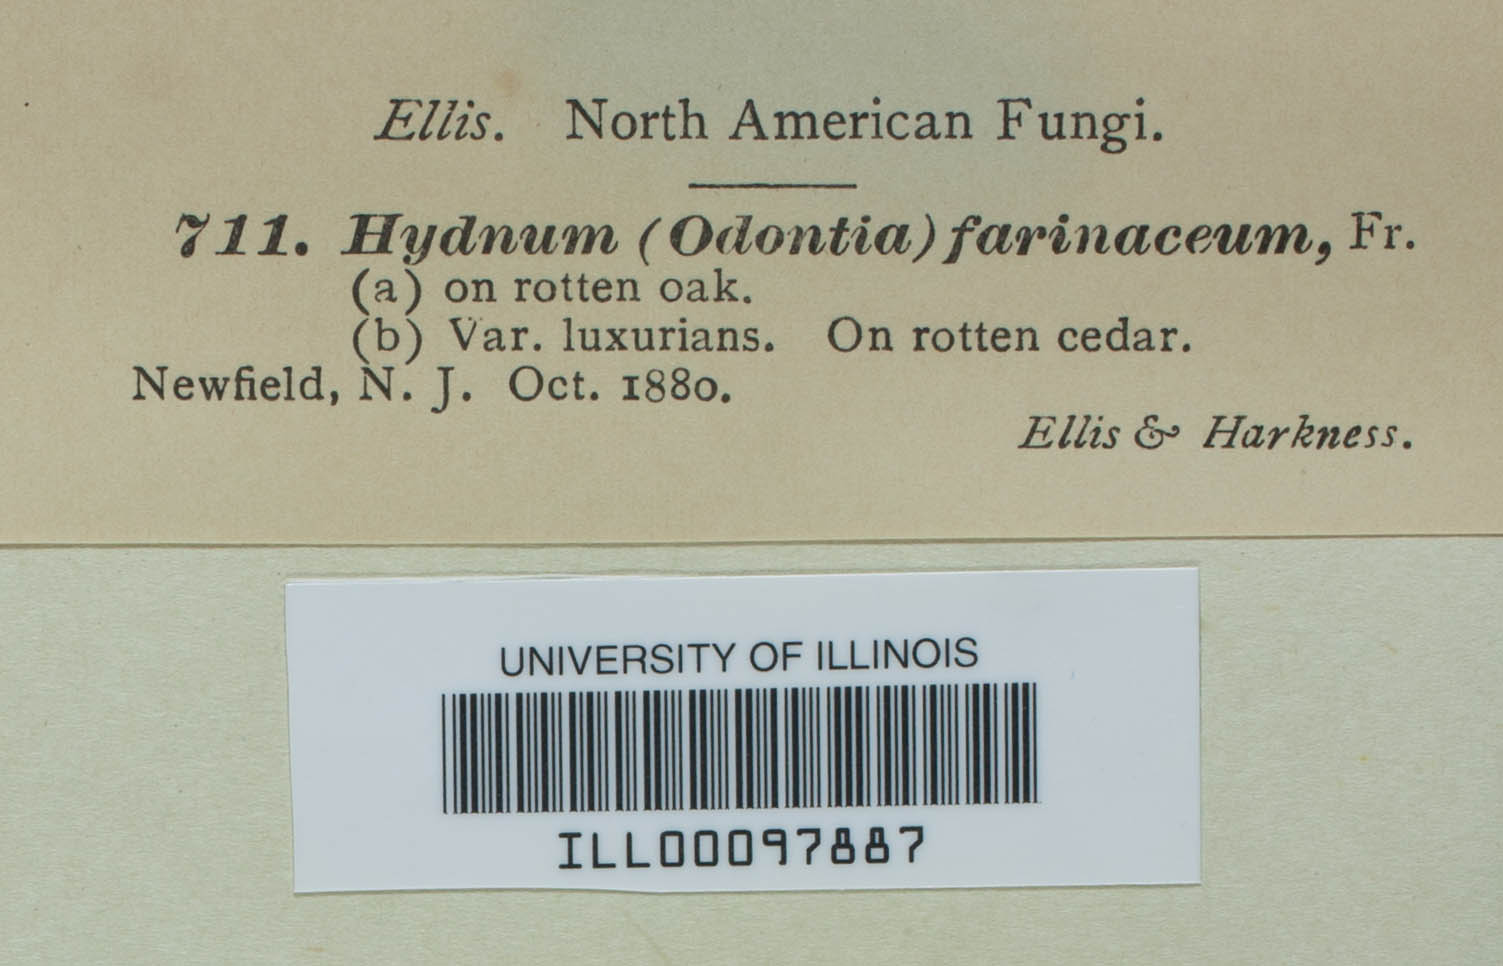 Ellis. North American Fungi.
711. Hydnum (Odontia) farinaceum, Fr.
(a) on rotten oak.
(b) Var. luxurians. On rotten cedar.
Newfield, N. J. Oct. 1880.
Ellis & Harkness.
UNIVERSITY OF ILLINOIS
ILL00097887